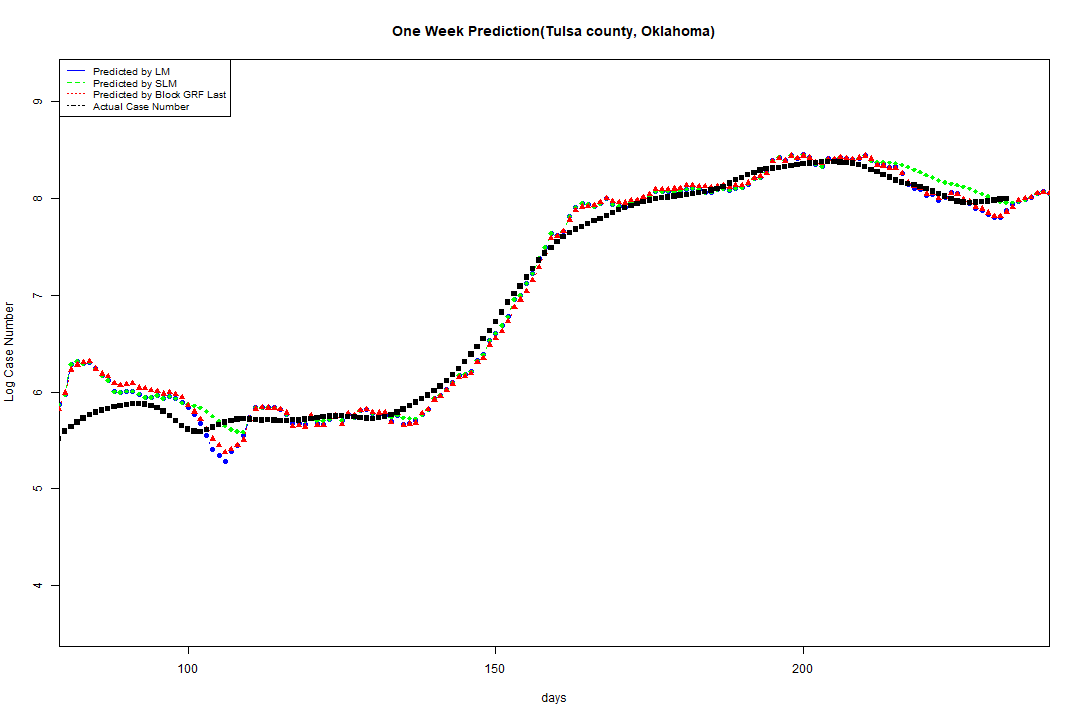 One Week Prediction(Tulsa county, Oklahoma)
Predicted by LM
Predicted by SLM
Predicted by Block GRF Last
Actual Case Number
9
8
7
6
5
4
Log Case Number
100 150 200
days